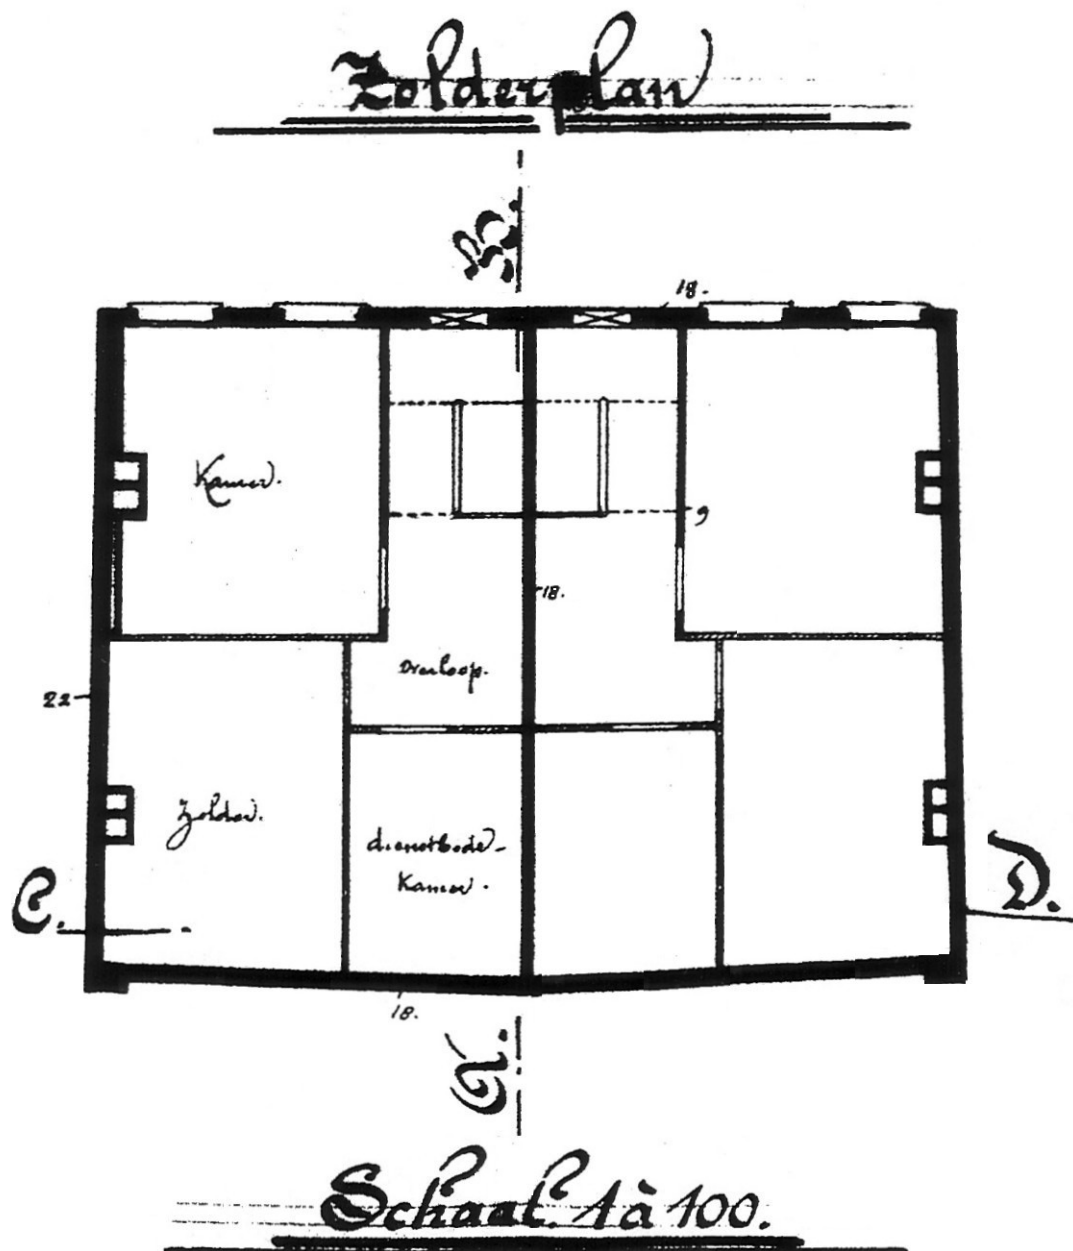 Zolderplan
B.
18.
Kamer.
9
18.
Overloop.
22
Zolder.
dienstbode-
Kamer.
C.
D.
18.
A.
Schaal. 1 à 100.